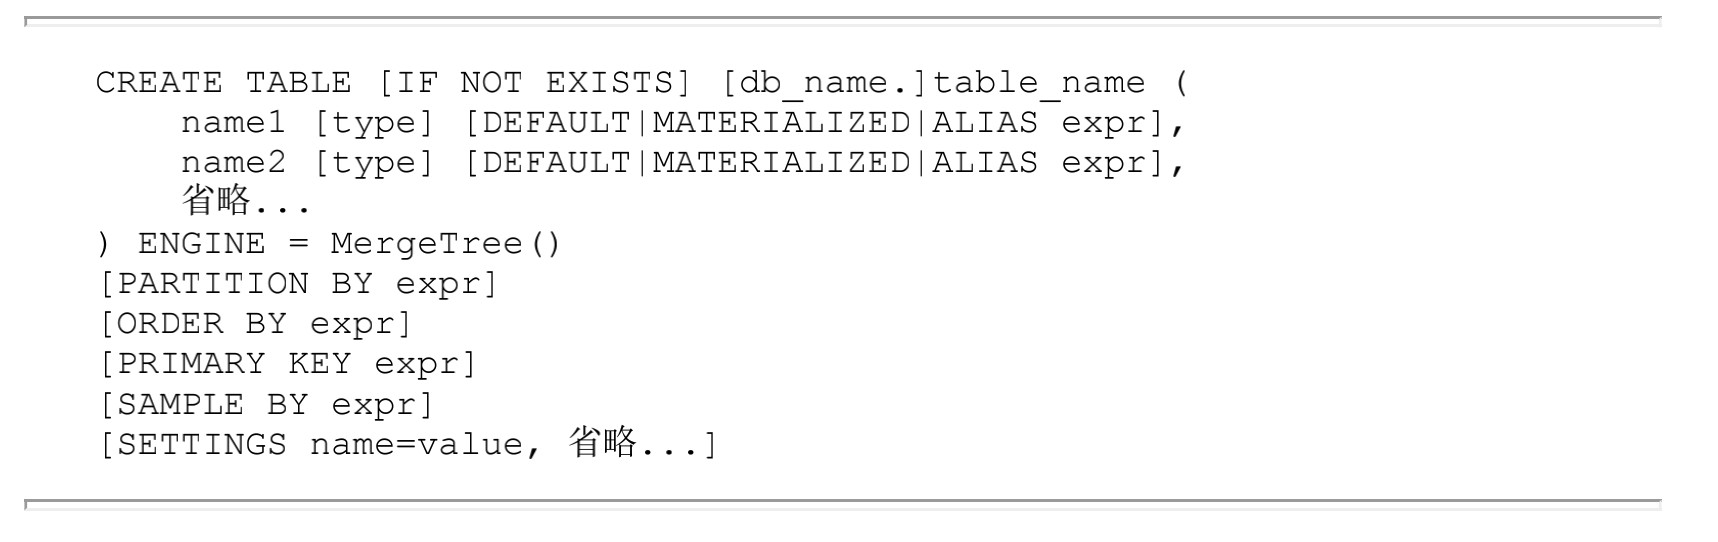 CREATE TABLE [IF NOT EXISTS] [db_name.]table_name (
    name1 [type] [DEFAULT|MATERIALIZED|ALIAS expr],
    name2 [type] [DEFAULT|MATERIALIZED|ALIAS expr],
    省略...
) ENGINE = MergeTree()
[PARTITION BY expr]
[ORDER BY expr]
[PRIMARY KEY expr]
[SAMPLE BY expr]
[SETTINGS name=value, 省略...]